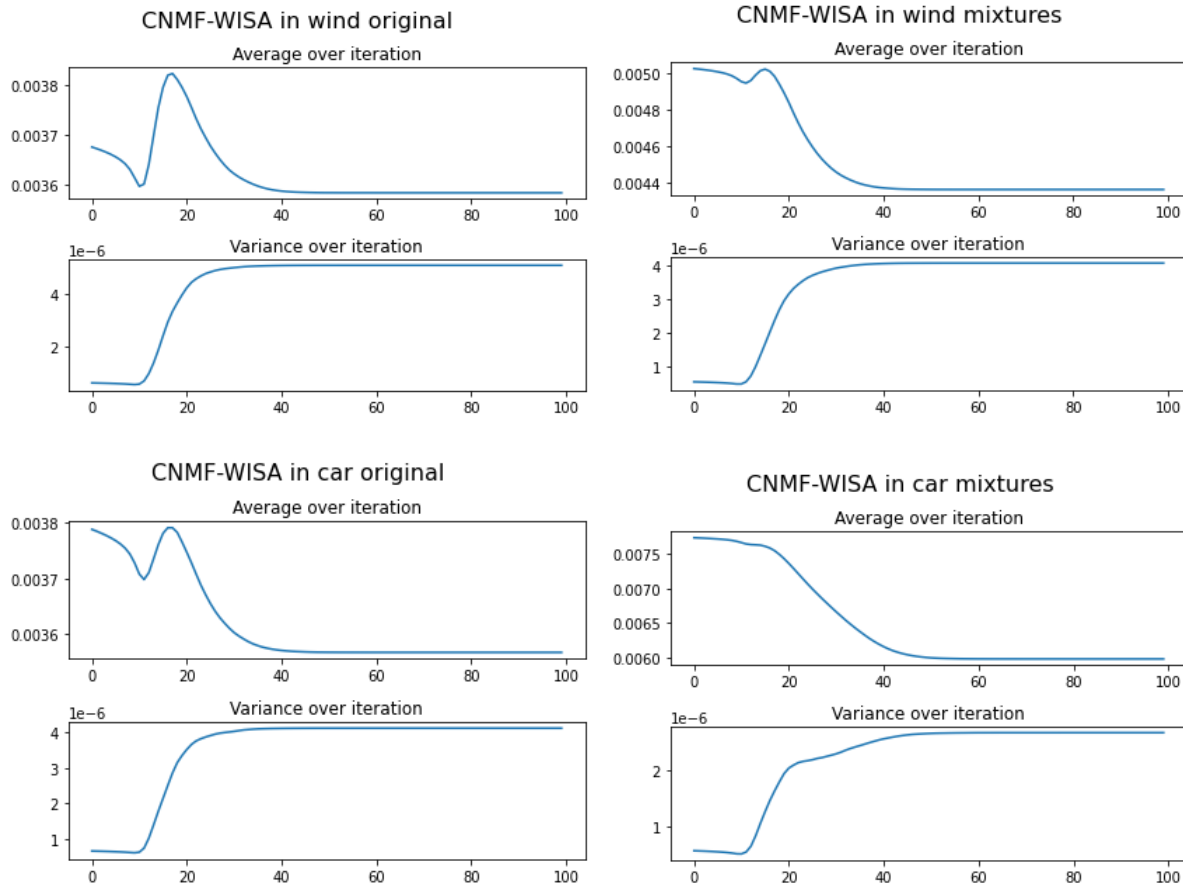 CNMF-WISA in wind original
Average over iteration
0.0038
0.0037
0.0036
0 20 40 60 80 100
Variance over iteration
1e−6
4
2
0 20 40 60 80 100
CNMF-WISA in wind mixtures
Average over iteration
0.0050
0.0048
0.0046
0.0044
0 20 40 60 80 100
Variance over iteration
1e−6
4
3
2
1
0 20 40 60 80 100
CNMF-WISA in car original
Average over iteration
0.0038
0.0037
0.0036
0 20 40 60 80 100
Variance over iteration
1e−6
4
3
2
1
0 20 40 60 80 100
CNMF-WISA in car mixtures
Average over iteration
0.0075
0.0070
0.0065
0.0060
0 20 40 60 80 100
Variance over iteration
1e−6
2
1
0 20 40 60 80 100